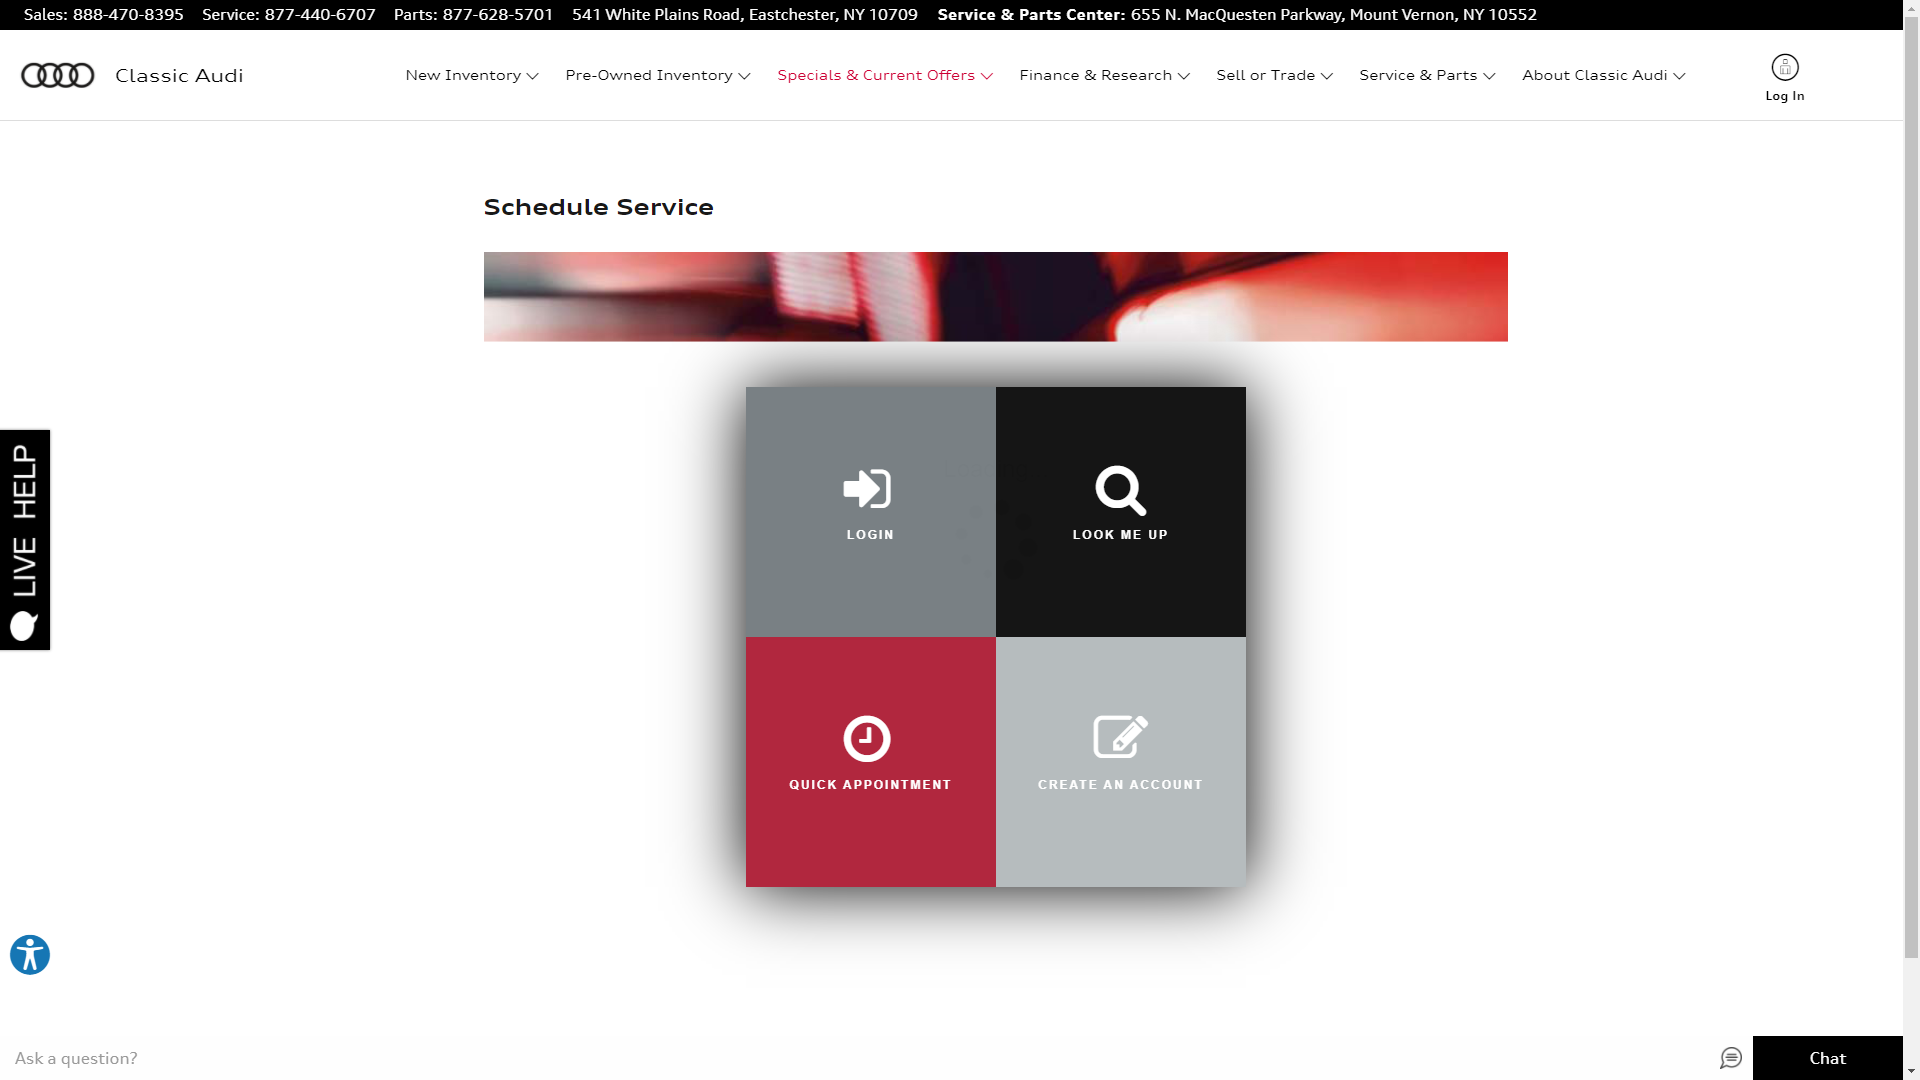 Sales: 888-470-8395 Service: 877-440-6707 Parts: 877-628-5701 541 White Plains Road, Eastchester, NY 10709 Service & Parts Center: 655 N. MacQuesten Parkway, Mount Vernon, NY 10552
Classic Audi
New Inventory Pre-Owned Inventory Specials & Current Offers Finance & Research Sell or Trade Service & Parts About Classic Audi
Log In
Schedule Service
LIVE HELP
LOGIN
LOOK ME UP
QUICK APPOINTMENT
CREATE AN ACCOUNT
Ask a question?
Chat